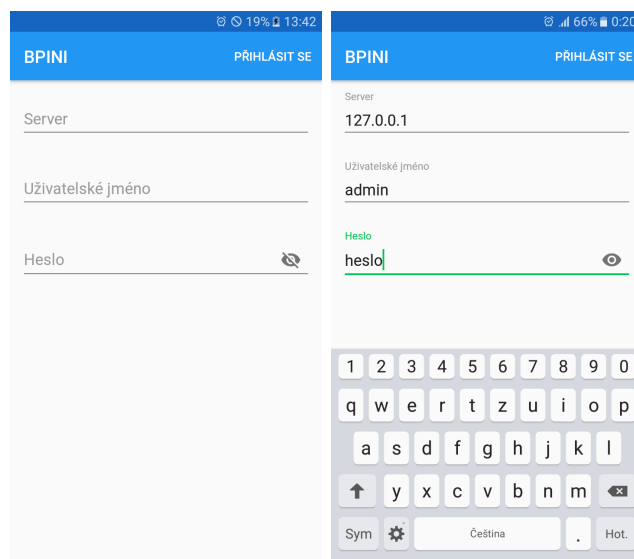 19% 13:42
BPINI PŘIHLÁSIT SE
Server
Uživatelské jméno
Heslo
66% 0:20
BPINI PŘIHLÁSIT SE
Server
127.0.0.1
Uživatelské jméno
admin
Heslo
heslo
1 2 3 4 5 6 7 8 9 0
q w e r t z u i o p
a s d f g h j k l
y x c v b n m
Sym Čeština . Hot.